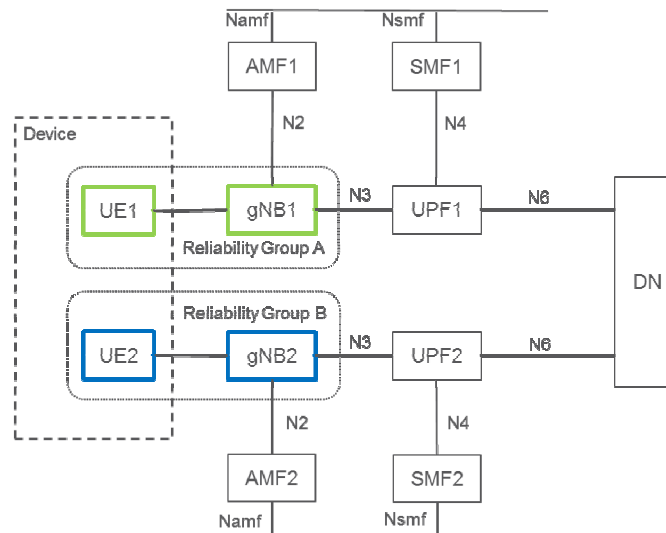 Namf
Nsmf
AMF1
SMF1
N2
N4
Device
UE1
gNB1
N3
UPF1
N6
Reliability Group A
DN
Reliability Group B
UE2
gNB2
N3
UPF2
N6
N2
N4
AMF2
SMF2
Namf
Nsmf